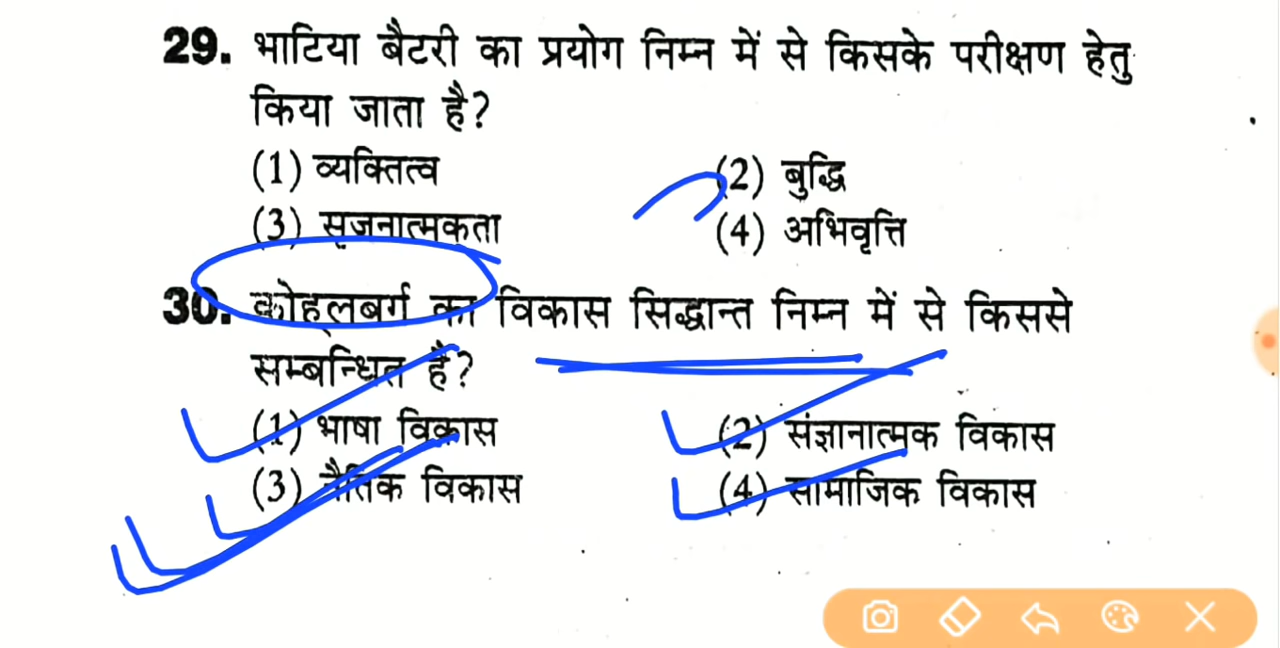 29. भाटिया बैटरी का प्रयोग निम्न में से किसके परीक्षण हेतु
किया जाता है?
(1) व्यक्तित्व (2) बुद्धि
(3) सृजनात्मकता (4) अभिवृत्ति
30. कोहलबर्ग का विकास सिद्धान्त निम्न में से किससे
सम्बन्धित है?
(1) भाषा विकास (2) संज्ञानात्मक विकास
(3) नैतिक विकास (4) सामाजिक विकास